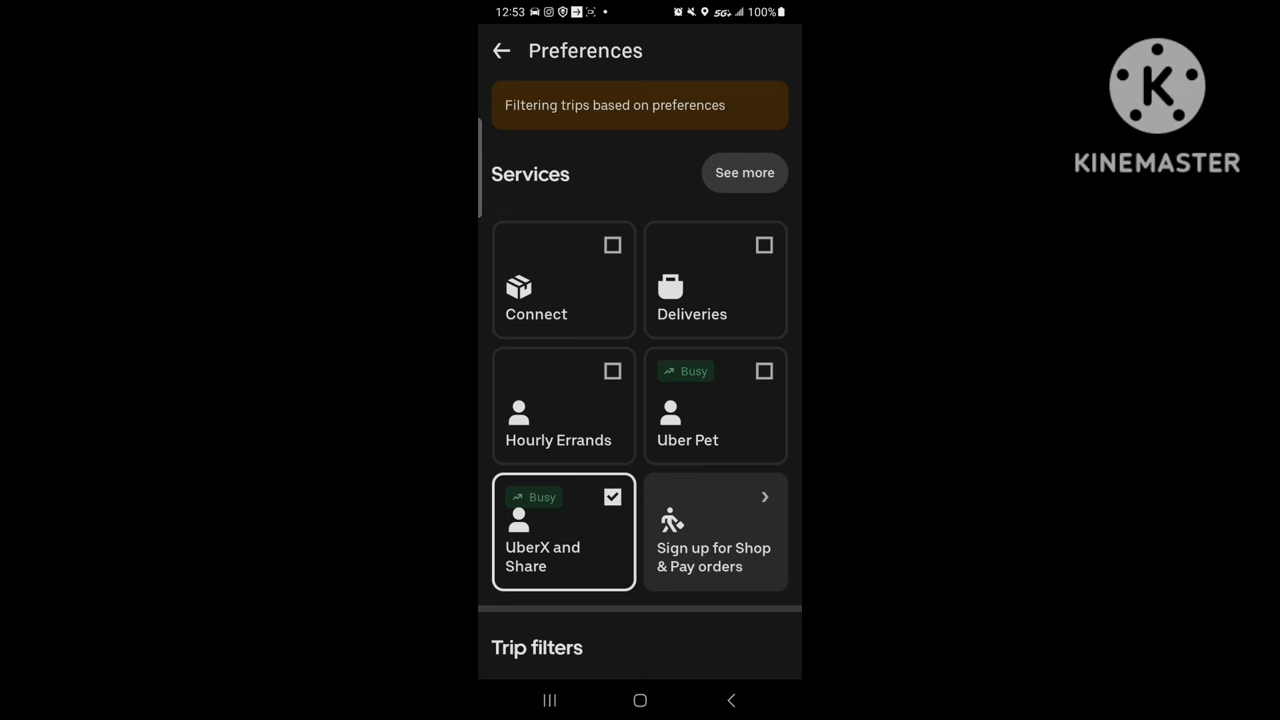 12:53
5G+
100%
Preferences
Filtering trips based on preferences
Services
See more
Connect
Deliveries
Hourly Errands
Busy
Uber Pet
Busy
UberX and
Share
Sign up for Shop
& Pay orders
Trip filters
K
KINEMASTER